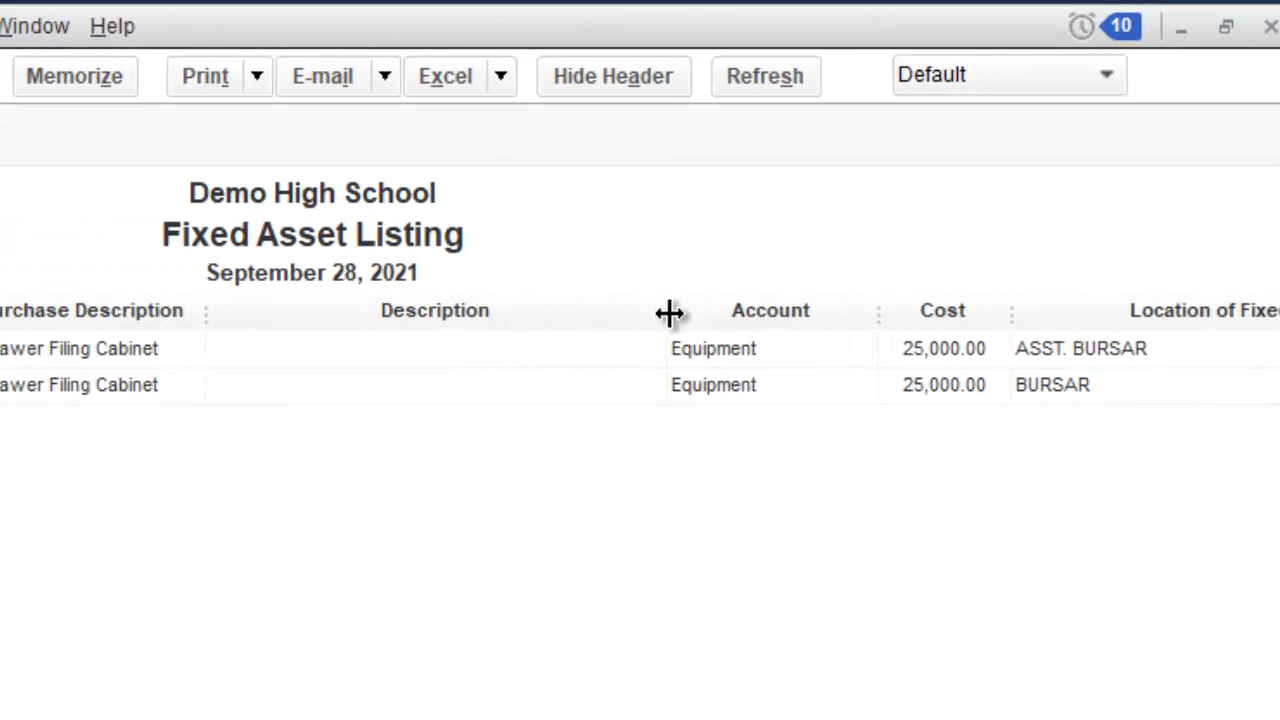 Window Help 10
Memorize Print E-mail Excel Hide Header Refresh Default
Demo High School
Fixed Asset Listing
September 28, 2021
urchase Description Description Account Cost Location of Fixe
awer Filing Cabinet Equipment 25,000.00 ASST. BURSAR
awer Filing Cabinet Equipment 25,000.00 BURSAR